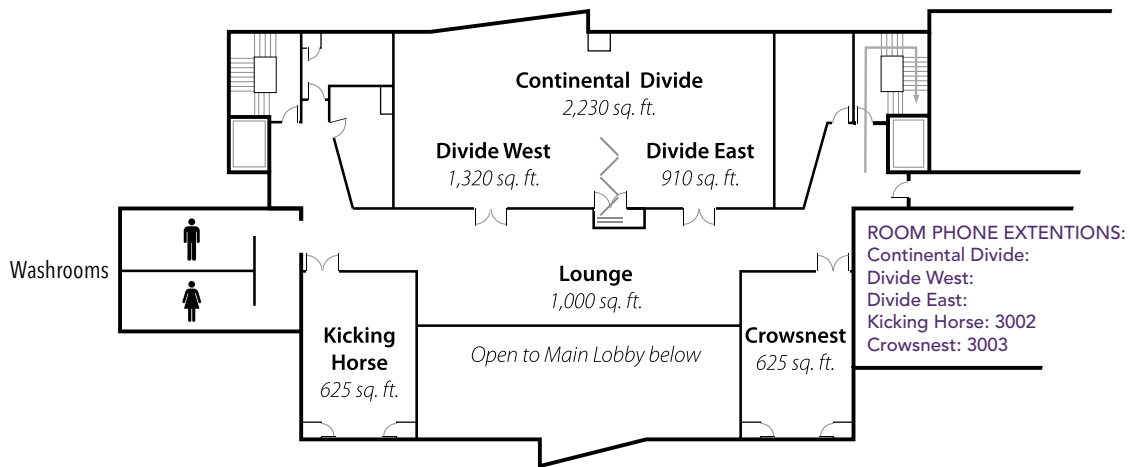 Continental Divide
2,230 sq. ft.
Divide West
1,320 sq. ft.
Divide East
910 sq. ft.
Washrooms
Lounge
1,000 sq. ft.
ROOM PHONE EXTENTIONS:
Continental Divide:
Divide West:
Divide East:
Kicking Horse: 3002
Crowsnest: 3003
Kicking
Horse
625 sq. ft.
Open to Main Lobby below
Crowsnest
625 sq. ft.